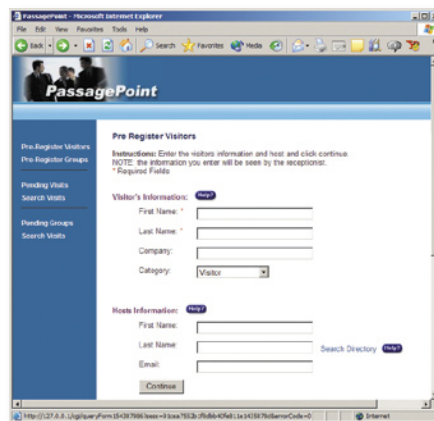 PassagePoint - Microsoft Internet Explorer
File Edit View Favorites Tools Help
Back Search Favorites Media
PassagePoint
Pre-Register Visitors
Pre-Register Groups
Pending Visits
Search Visits
Pending Groups
Search Visits
Pre Register Visitors
Instructions: Enter the visitors information and host and click continue.
NOTE: the information you enter will be seen by the receptionist.
* Required Fields
Visitor's Information: Help?
First Name: *
Last Name: *
Company:
Category: Visitor
Hosts Information: Help?
First Name:
Last Name: Search Directory Help?
Email:
Continue
Internet